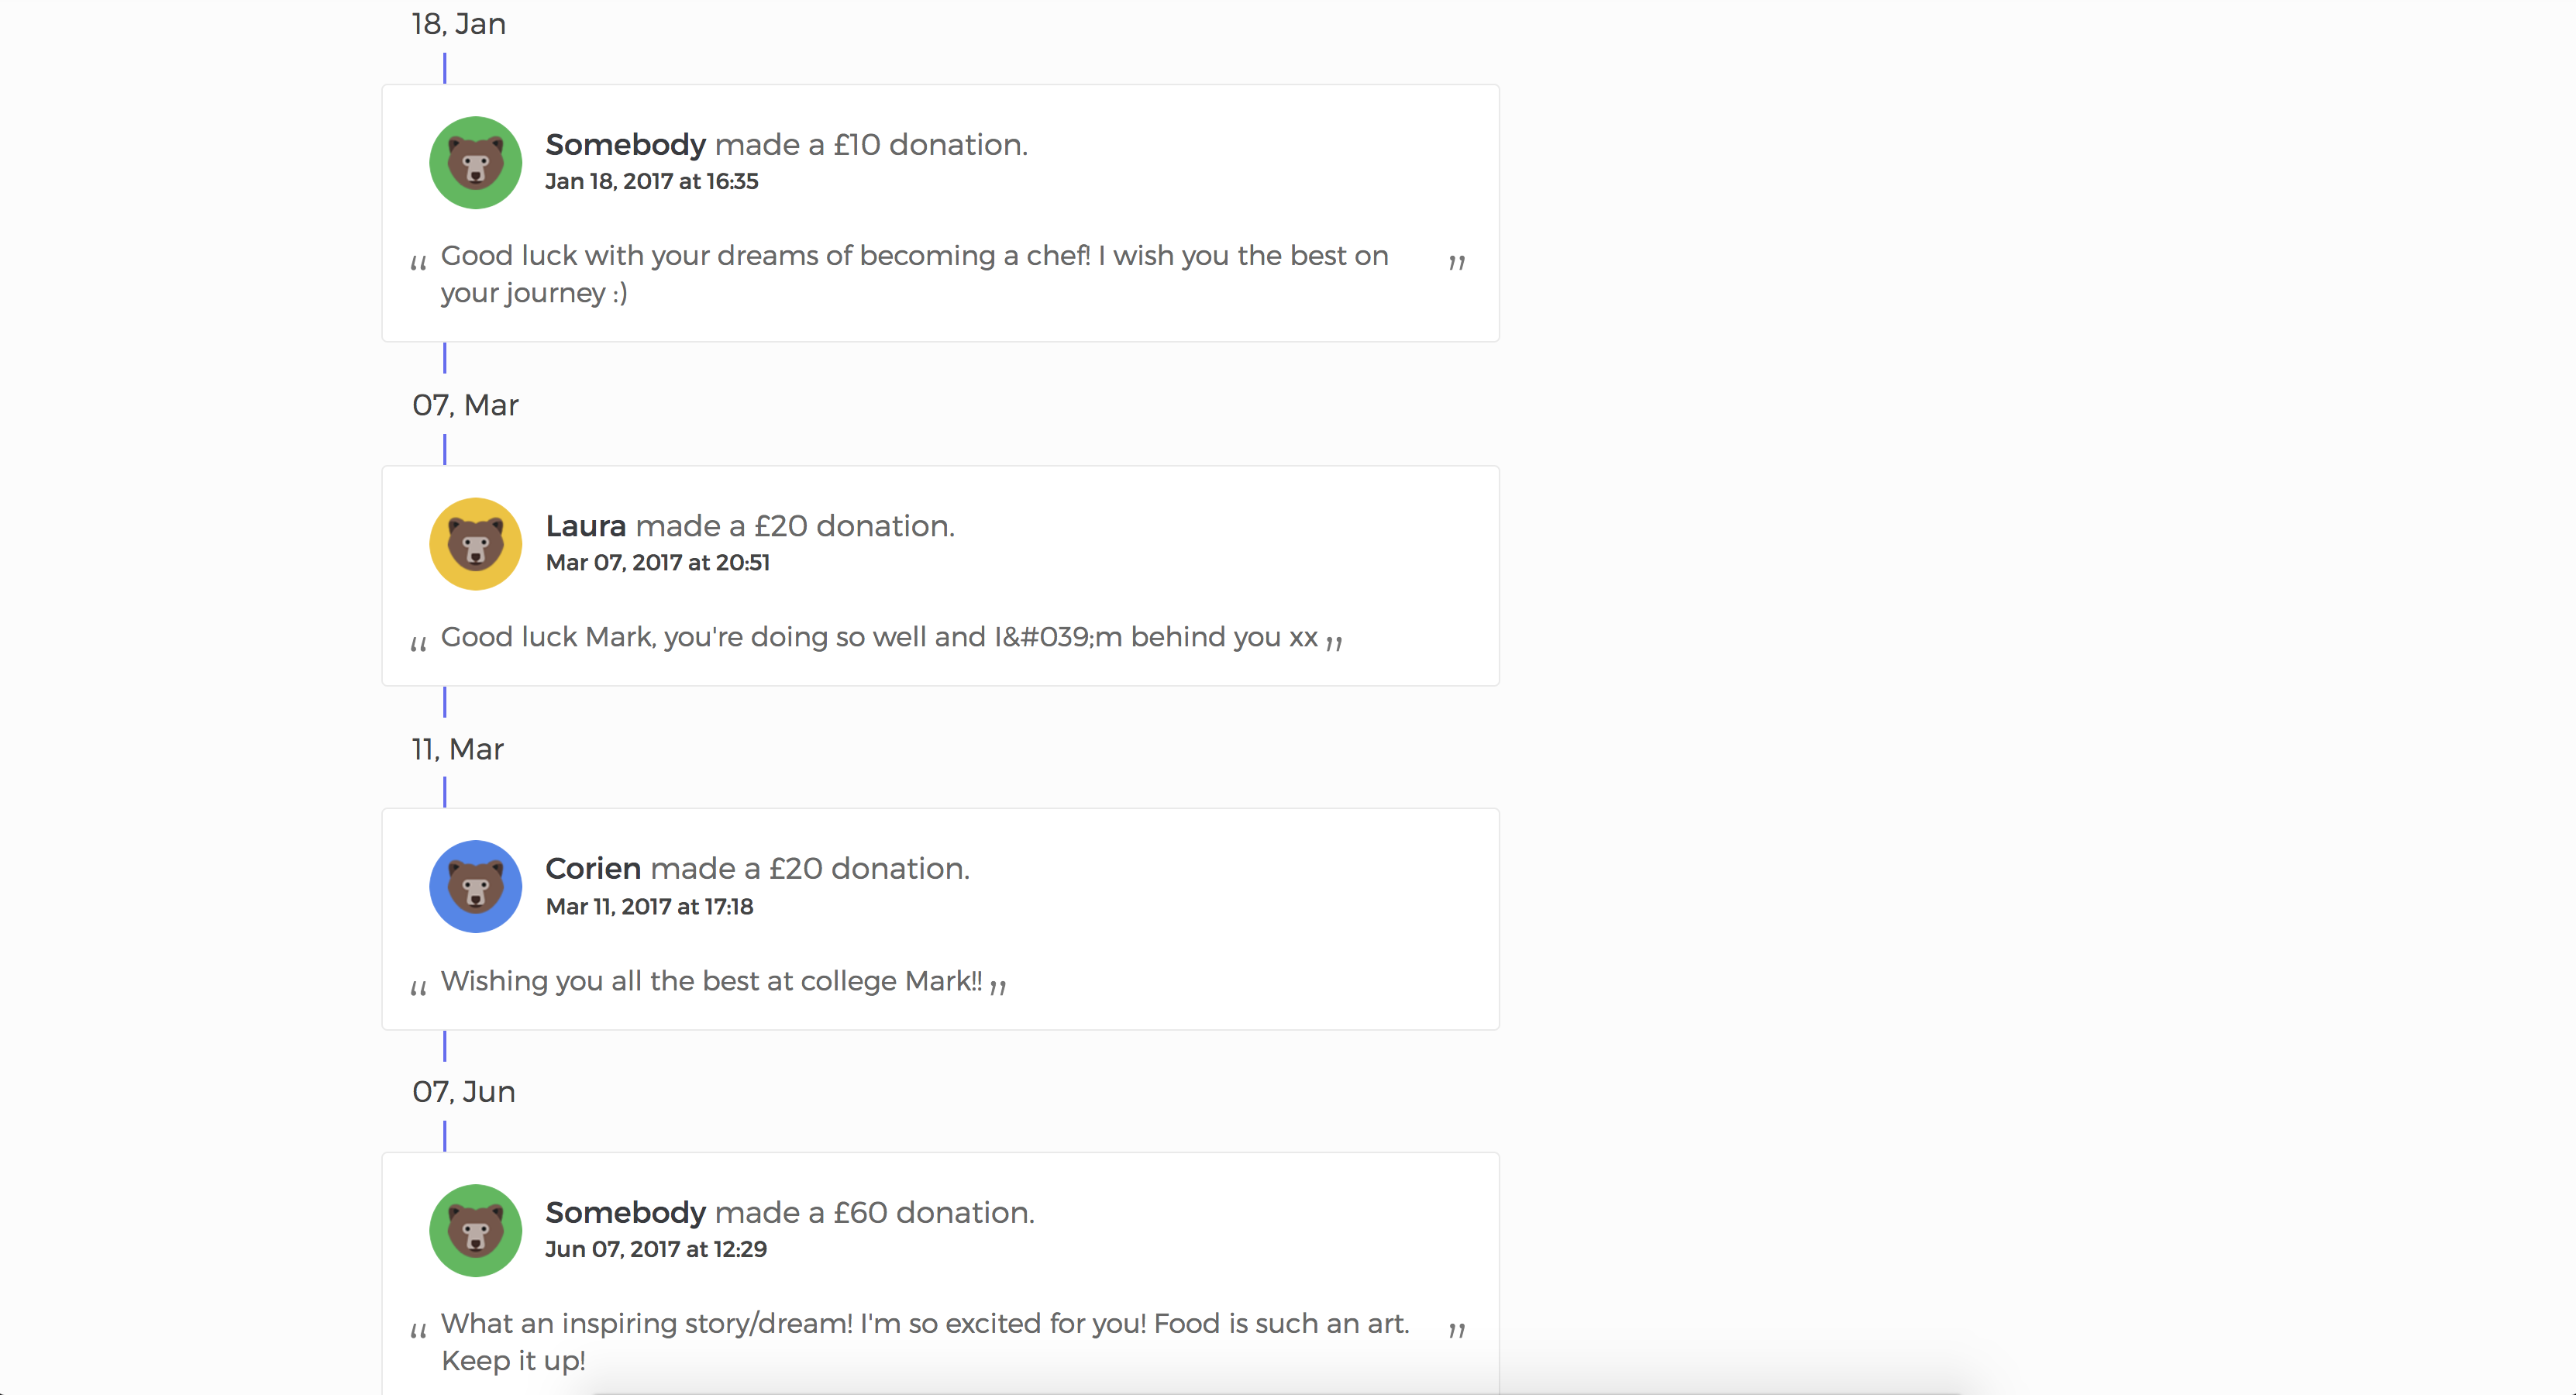 18, Jan
Somebody made a £10 donation.
Jan 18, 2017 at 16:35
“ Good luck with your dreams of becoming a chef! I wish you the best on ”
your journey :)
07, Mar
Laura made a £20 donation.
Mar 07, 2017 at 20:51
“ Good luck Mark, you're doing so well and I&#039;m behind you xx ”
11, Mar
Corien made a £20 donation.
Mar 11, 2017 at 17:18
“ Wishing you all the best at college Mark!! ”
07, Jun
Somebody made a £60 donation.
Jun 07, 2017 at 12:29
“ What an inspiring story/dream! I'm so excited for you! Food is such an art. ”
Keep it up!